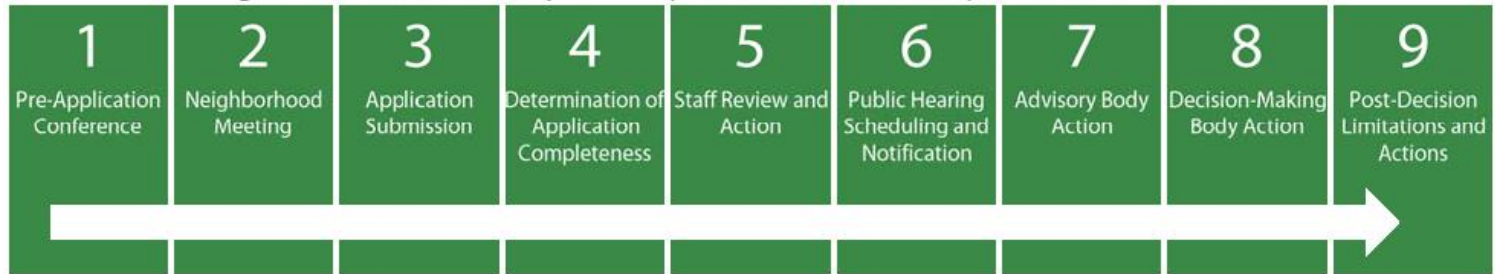 1
Pre-Application
Conference
2
Neighborhood
Meeting
3
Application
Submission
4
Determination of
Application
Completeness
5
Staff Review and
Action
6
Public Hearing
Scheduling and
Notification
7
Advisory Body
Action
8
Decision-Making
Body Action
9
Post-Decision
Limitations and
Actions